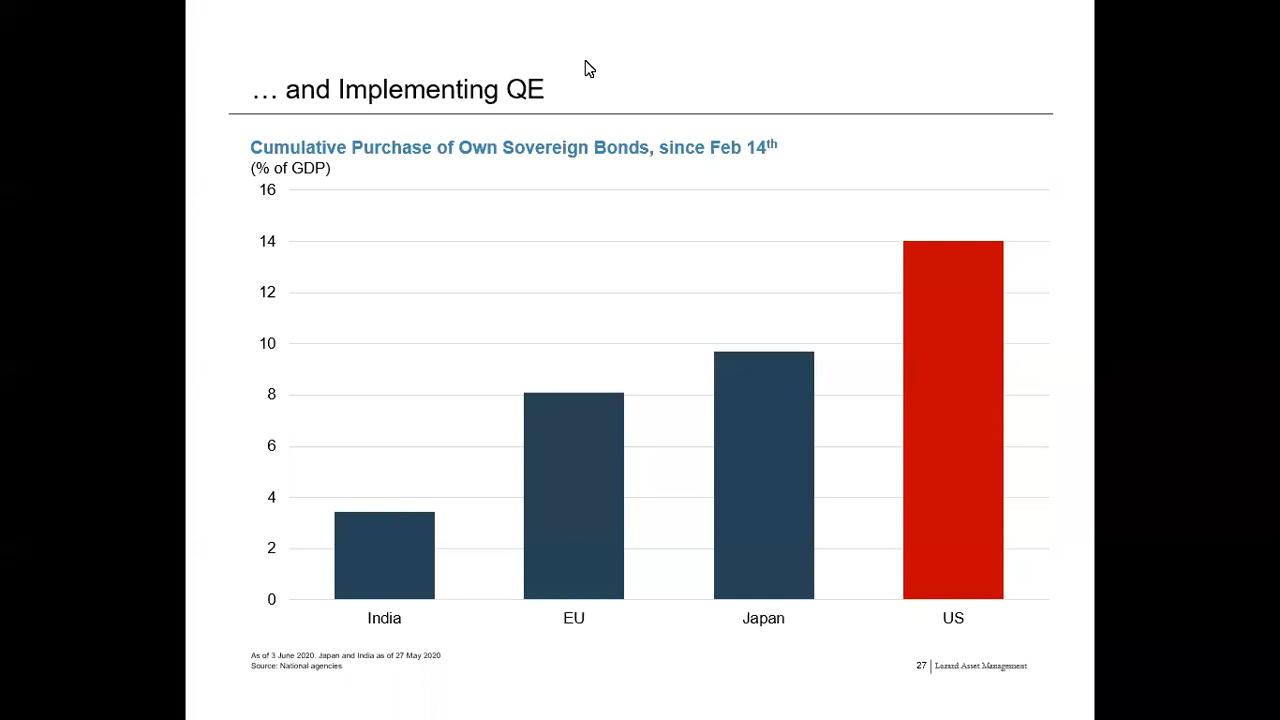 … and Implementing QE
Cumulative Purchase of Own Sovereign Bonds, since Feb 14th
(% of GDP)
16
14
12
10
8
6
4
2
0
India EU Japan US
As of 3 June 2020. Japan and India as of 27 May 2020
Source: National agencies
27 | Lazard Asset Management